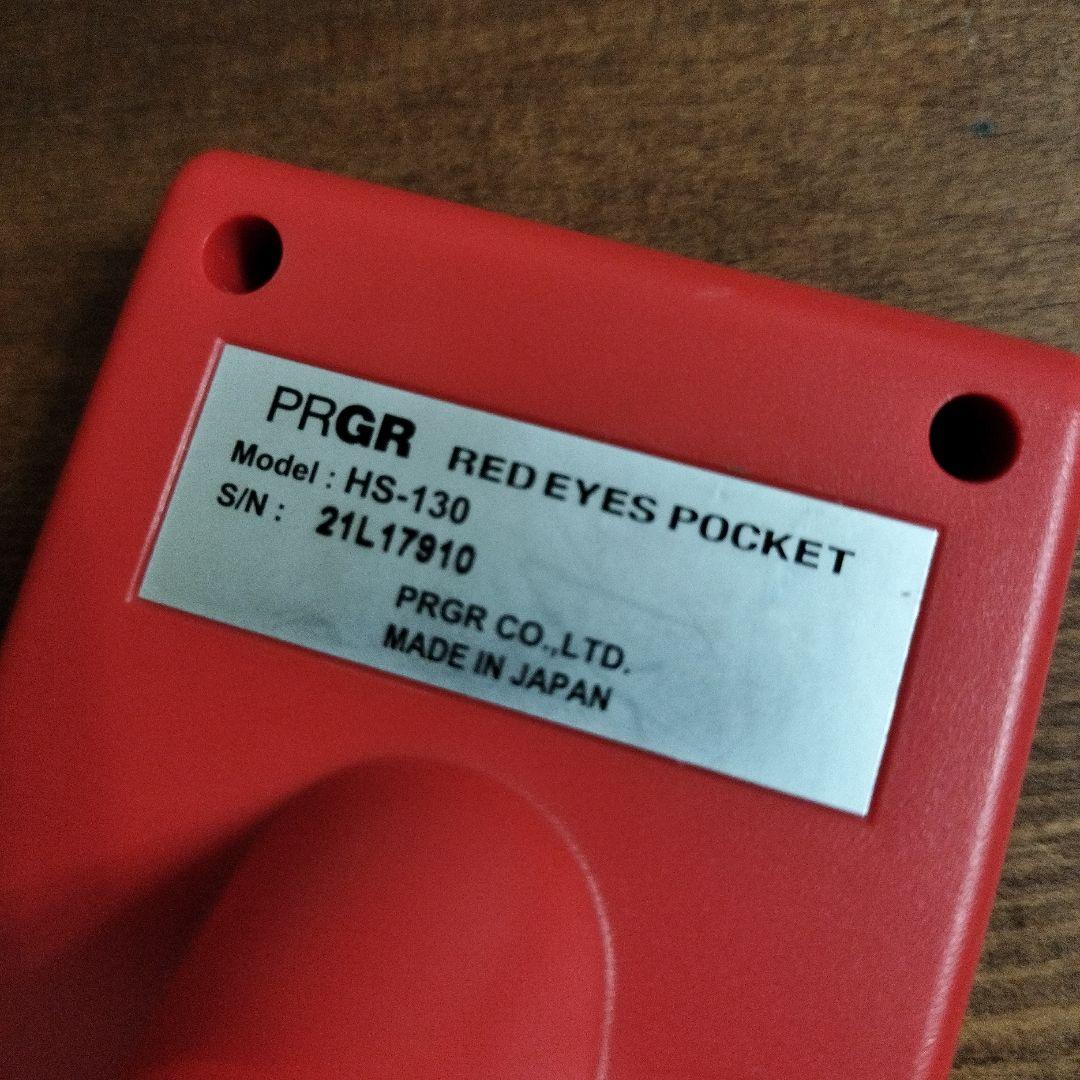 PRGR RED EYES POCKET
Model : HS-130
S/N : 21L17910
PRGR CO.,LTD.
MADE IN JAPAN